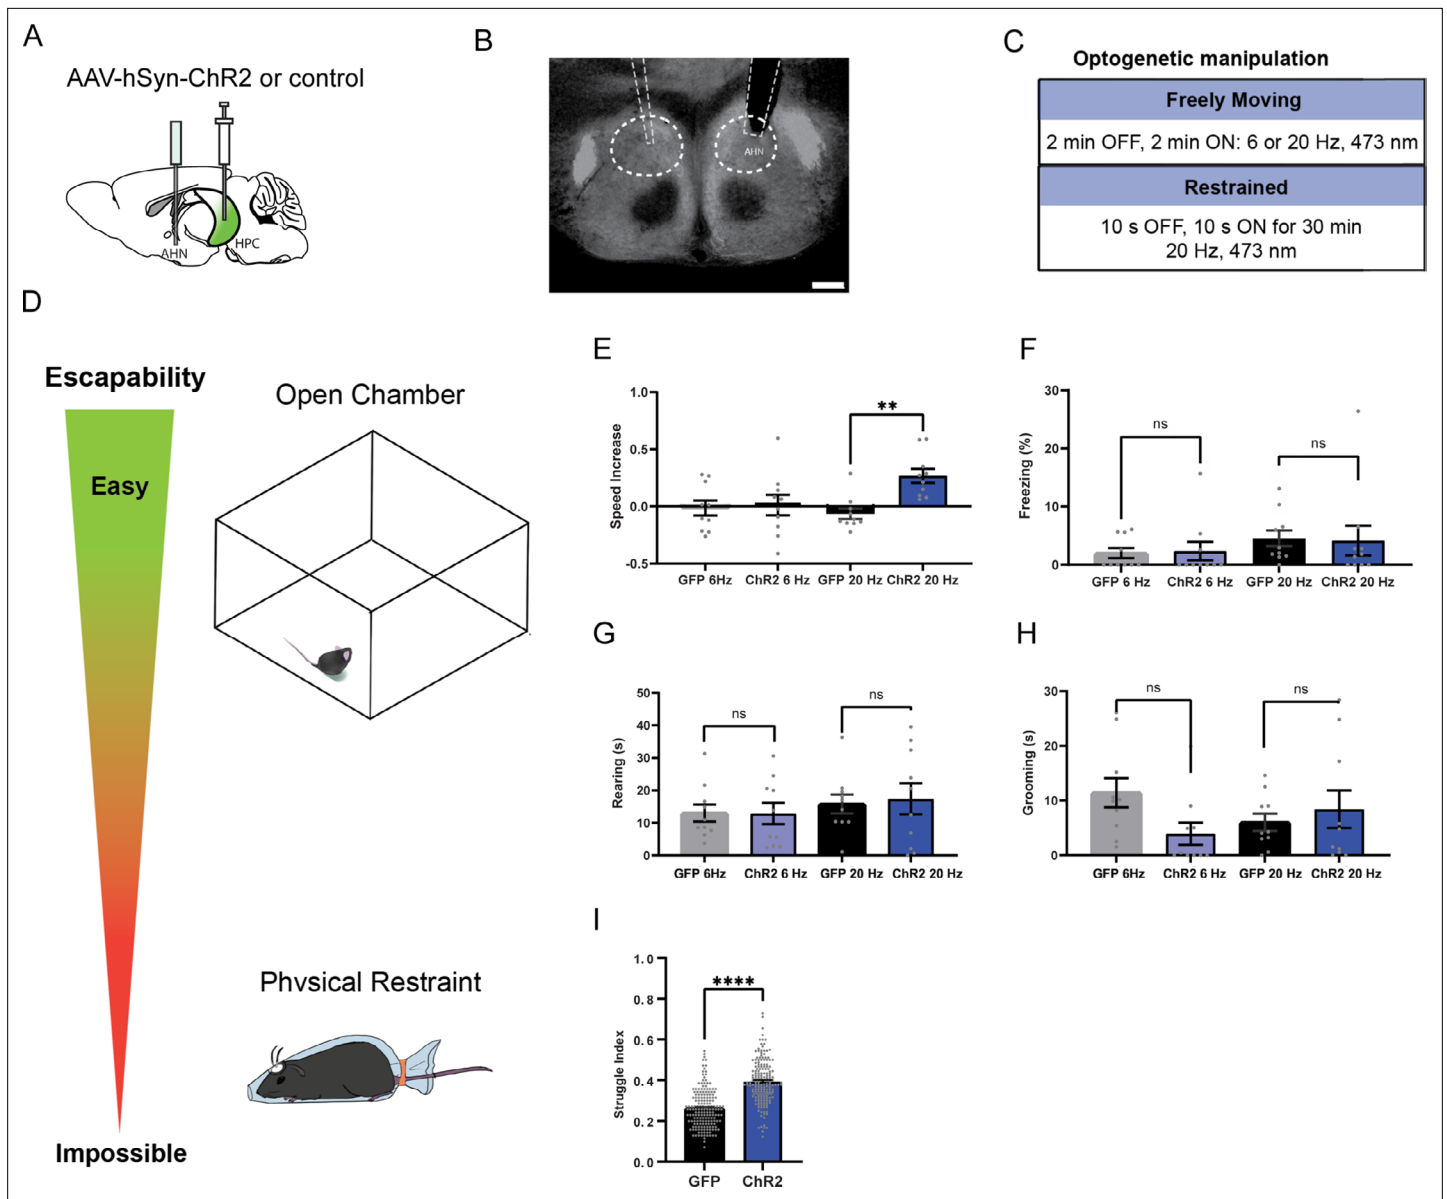 A
AAV-hSyn-ChR2 or control
AHN
HPC
B
AHN
C
Optogenetic manipulation
Freely Moving
2 min OFF, 2 min ON: 6 or 20 Hz, 473 nm
Restrained
10 s OFF, 10 s ON for 30 min
20 Hz, 473 nm
D
Escapability
Easy
Impossible
Open Chamber
Phvsical Restraint
E
Speed Increase
1.0
0.5
0.0
-0.5
**
GFP 6Hz
ChR2 6 Hz
GFP 20 Hz
ChR2 20 Hz
F
Freezing (%)
30
20
10
0
ns
ns
GFP 6 Hz
ChR2 6 Hz
GFP 20 Hz
ChR2 20 Hz
G
Rearing (s)
50
40
30
20
10
0
ns
ns
GFP 6Hz
ChR2 6 Hz
GFP 20 Hz
ChR2 20 Hz
H
Grooming (s)
30
20
10
0
ns
ns
GFP 6Hz
ChR2 6 Hz
GFP 20 Hz
ChR2 20 Hz
I
Struggle Index
1.0
0.8
0.6
0.4
0.2
0.0
****
GFP
ChR2